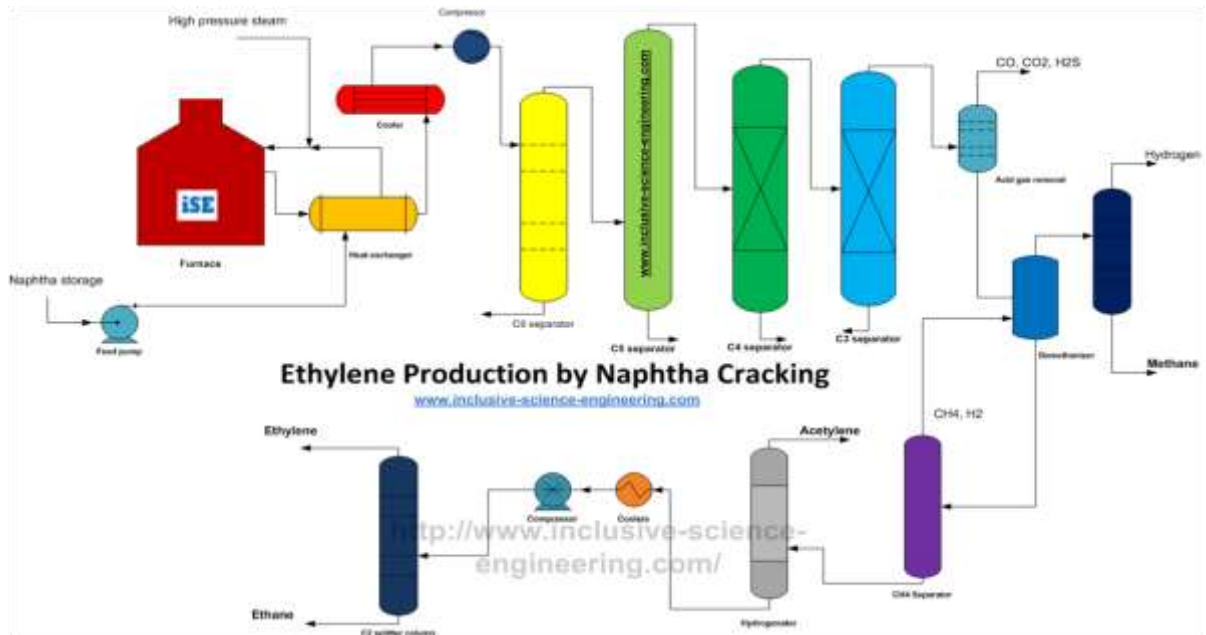 High pressure steam
Compressor
CO, CO2, H2S
www.inclusive-science-engineering.com
Cooler
Acid gas removal
Hydrogen
iSE
Heat exchanger
Furnace
Naphtha storage
Feed pump
C6 separator
C5 separator
C4 separator
C3 separator
Demethanizer
Methane
Ethylene Production by Naphtha Cracking
www.inclusive-science-engineering.com
CH4, H2
Ethylene
Acetylene
Compressor
Coolers
http://www.inclusive-science-
engineering.com/
CH4 Separator
Ethane
C2 splitter column
Hydrogenator